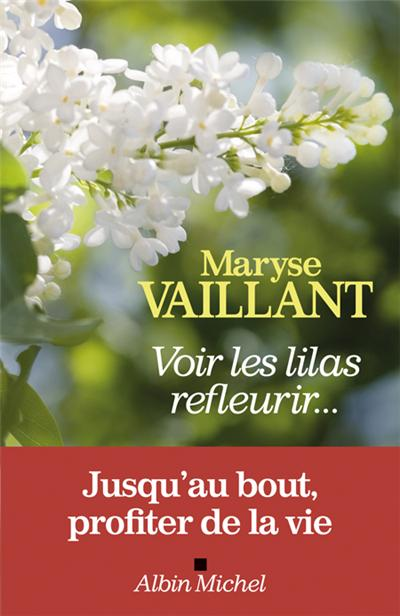 Maryse
VAILLANT
Voir les lilas
refleurir...
Jusqu'au bout,
profiter de la vie
Albin Michel